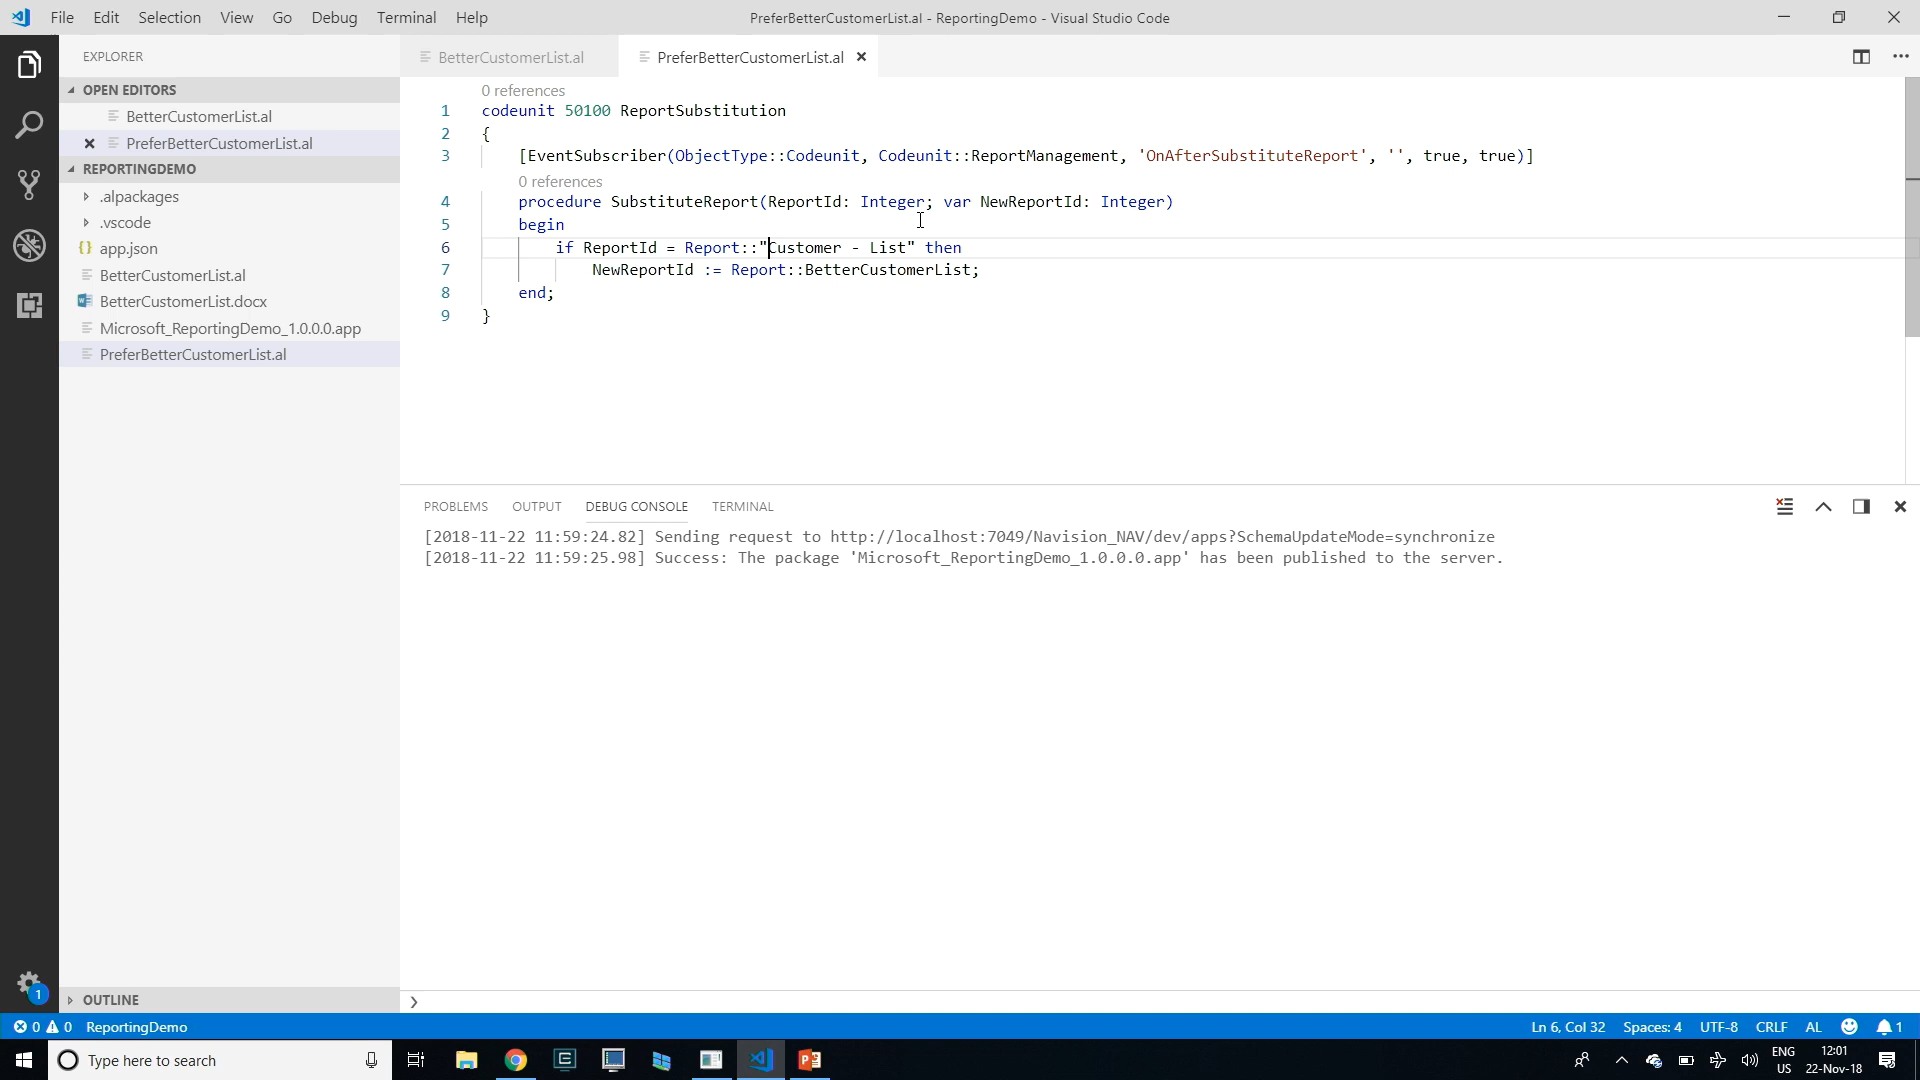 File Edit Selection View Go Debug Terminal Help
PreferBetterCustomerList.al - ReportingDemo - Visual Studio Code
EXPLORER
OPEN EDITORS
BetterCustomerList.al
PreferBetterCustomerList.al
REPORTINGDEMO
.alpackages
.vscode
{} app.json
BetterCustomerList.al
BetterCustomerList.docx
Microsoft_ReportingDemo_1.0.0.0.app
PreferBetterCustomerList.al
OUTLINE
BetterCustomerList.al PreferBetterCustomerList.al
0 references
1 codeunit 50100 ReportSubstitution
2 {
3 [EventSubscriber(ObjectType::Codeunit, Codeunit::ReportManagement, 'OnAfterSubstituteReport', '', true, true)]
0 references
4 procedure SubstituteReport(ReportId: Integer; var NewReportId: Integer)
5 begin
6 if ReportId = Report::"Customer - List" then
7 NewReportId := Report::BetterCustomerList;
8 end;
9 }
PROBLEMS OUTPUT DEBUG CONSOLE TERMINAL
[2018-11-22 11:59:24.82] Sending request to http://localhost:7049/Navision_NAV/dev/apps?SchemaUpdateMode=synchronize
[2018-11-22 11:59:25.98] Success: The package 'Microsoft_ReportingDemo_1.0.0.0.app' has been published to the server.
1
0 0 ReportingDemo Ln 6, Col 32 Spaces: 4 UTF-8 CRLF AL 1
Type here to search
ENG
US
12:01
22-Nov-18